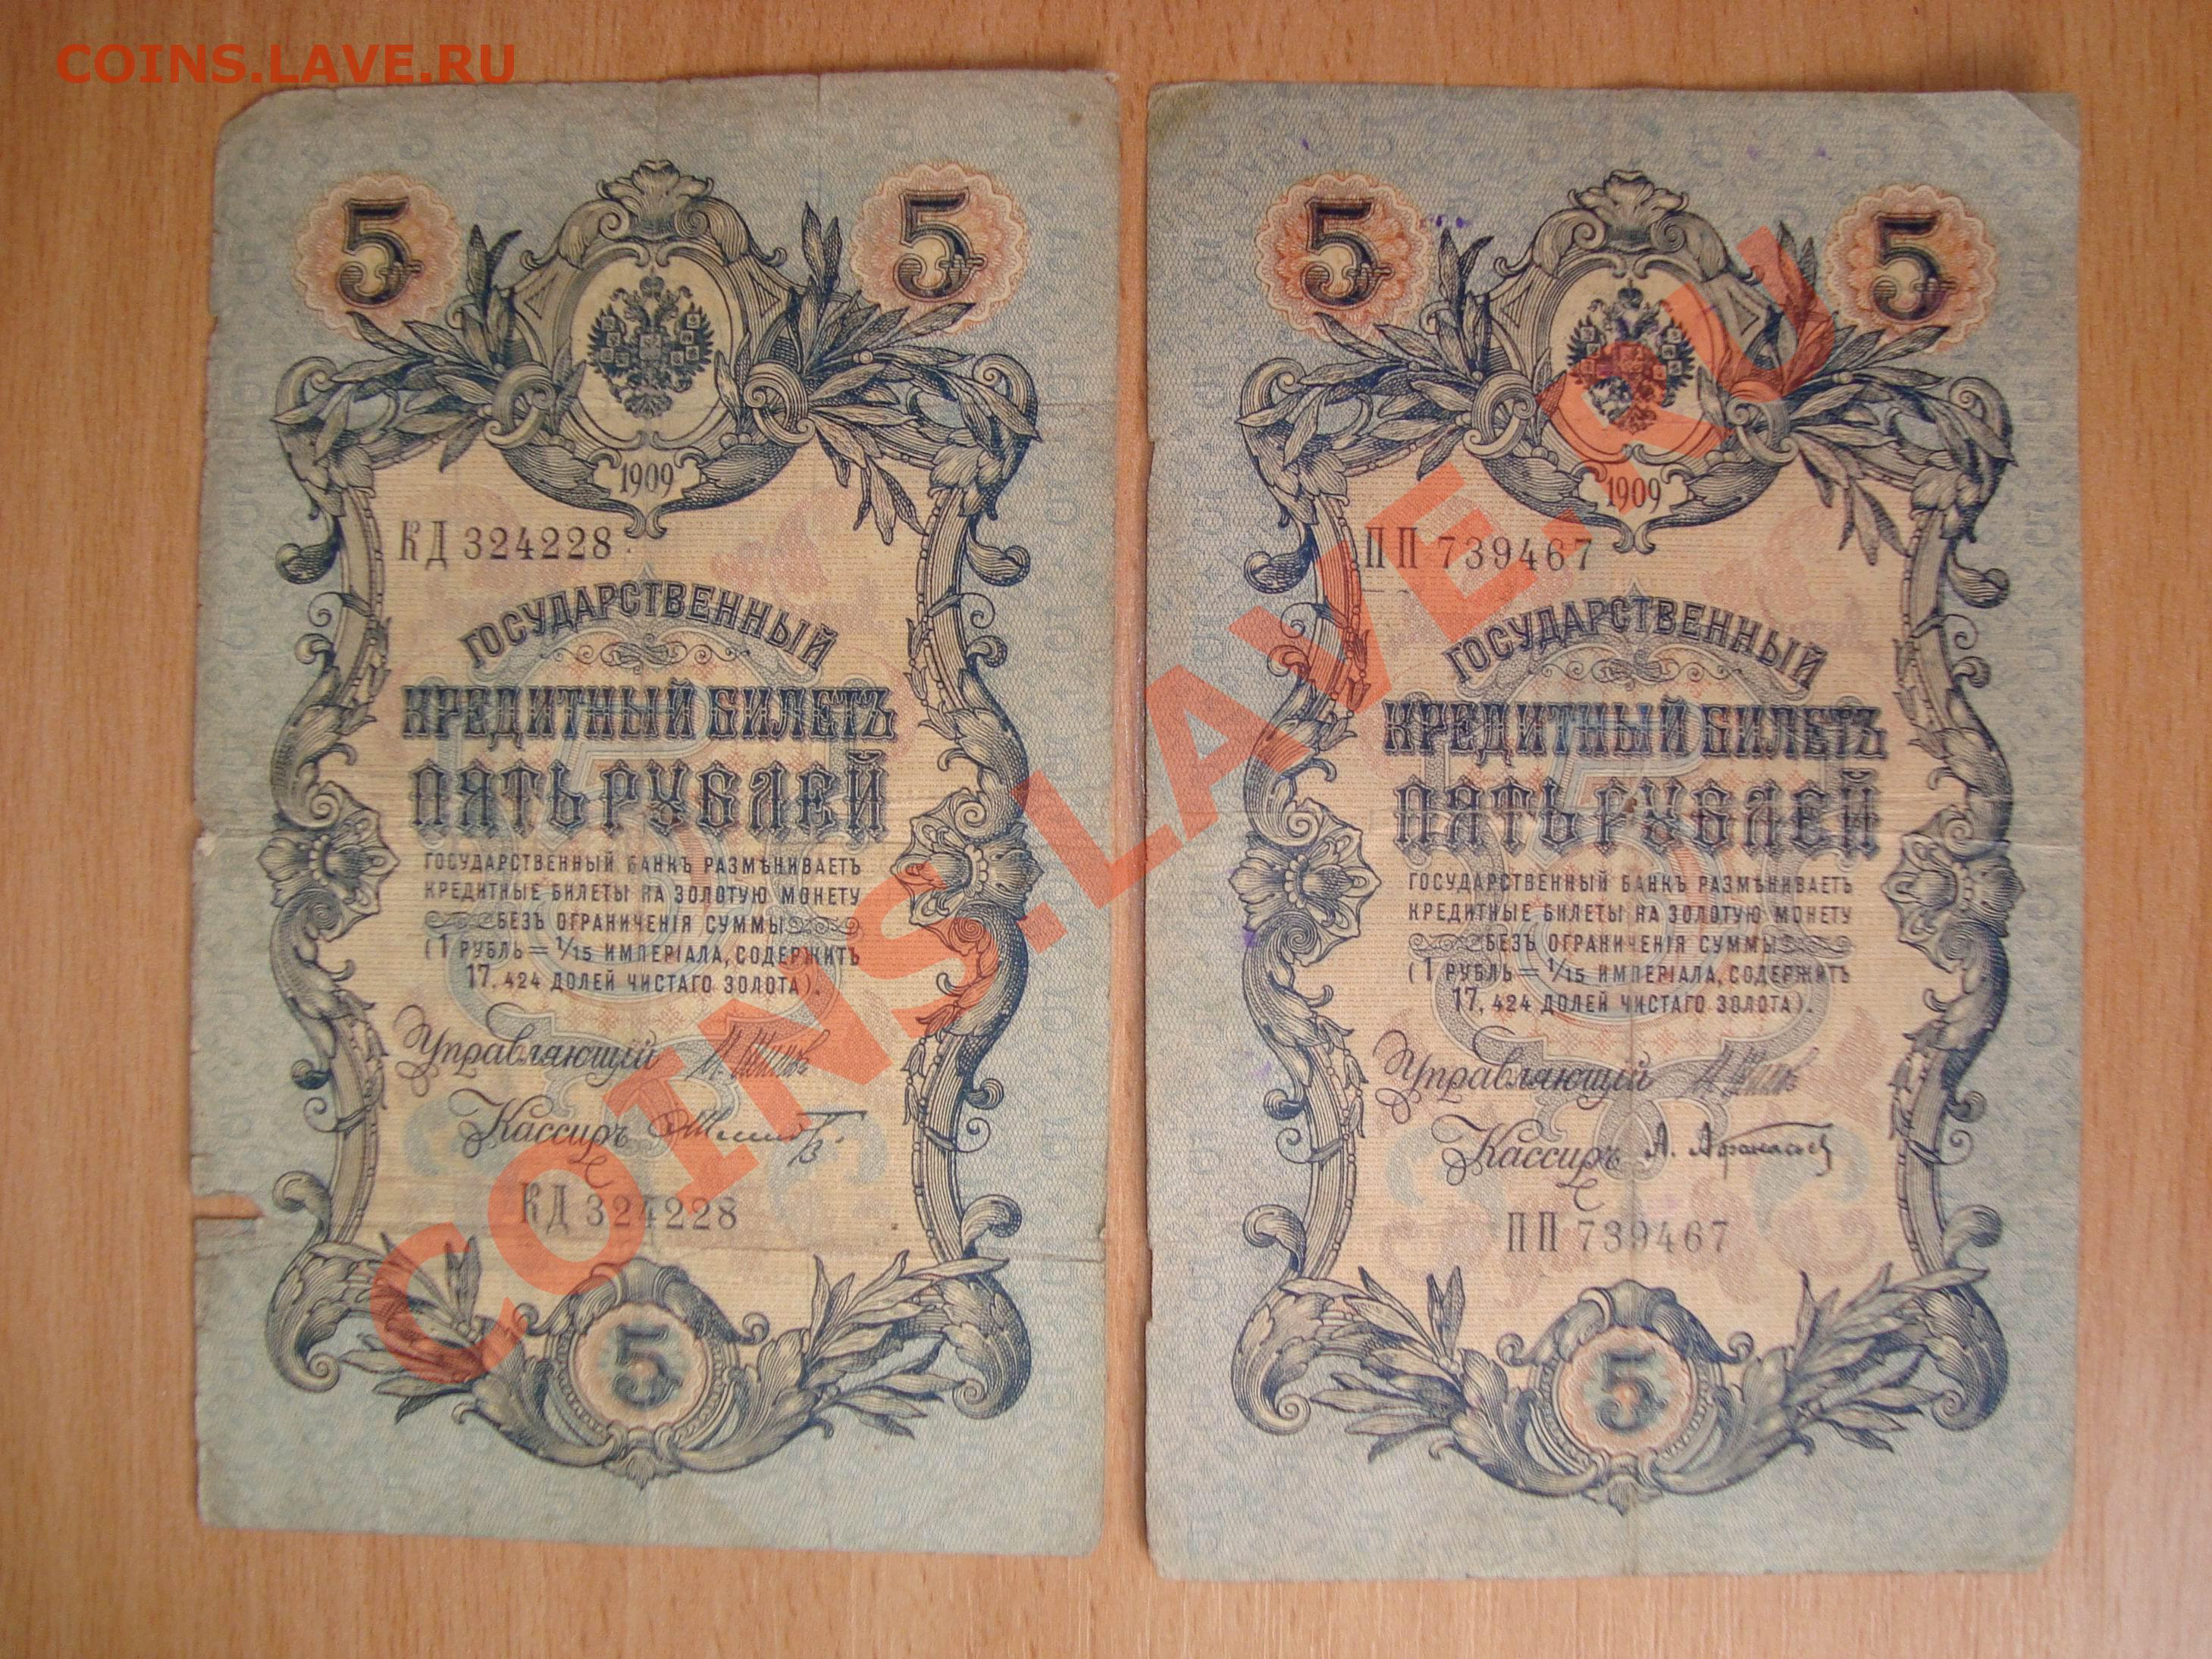 COINS.LAVE.RU
5 5
1909
КД 324228
ГОСУДАРСТВЕННЫЙ
КРЕДИТНЫЙ БИЛЕТЪ
ПЯТЬ РУБЛЕЙ
ГОСУДАРСТВЕННЫЙ БАНКЪ РАЗМѢНИВАЕТЪ
КРЕДИТНЫЕ БИЛЕТЫ НА ЗОЛОТУЮ МОНЕТУ
БЕЗЪ ОГРАНИЧЕНІЯ СУММЫ
(1 РУБЛЬ = 1/15 ИМПЕРІАЛА, СОДЕРЖИТЪ
17, 424 ДОЛЕЙ ЧИСТАГО ЗОЛОТА).
Управляющій
Кассиръ
КД 324228
5
5 5
1909
ПП 739467
ГОСУДАРСТВЕННЫЙ
КРЕДИТНЫЙ БИЛЕТЪ
ПЯТЬ РУБЛЕЙ
ГОСУДАРСТВЕННЫЙ БАНКЪ РАЗМѢНИВАЕТЪ
КРЕДИТНЫЕ БИЛЕТЫ НА ЗОЛОТУЮ МОНЕТУ
БЕЗЪ ОГРАНИЧЕНІЯ СУММЫ
(1 РУБЛЬ = 1/15 ИМПЕРІАЛА, СОДЕРЖИТЪ
17, 424 ДОЛЕЙ ЧИСТАГО ЗОЛОТА).
Управляющій
Кассиръ
ПП 739467
5
COINS.LAVE.RU